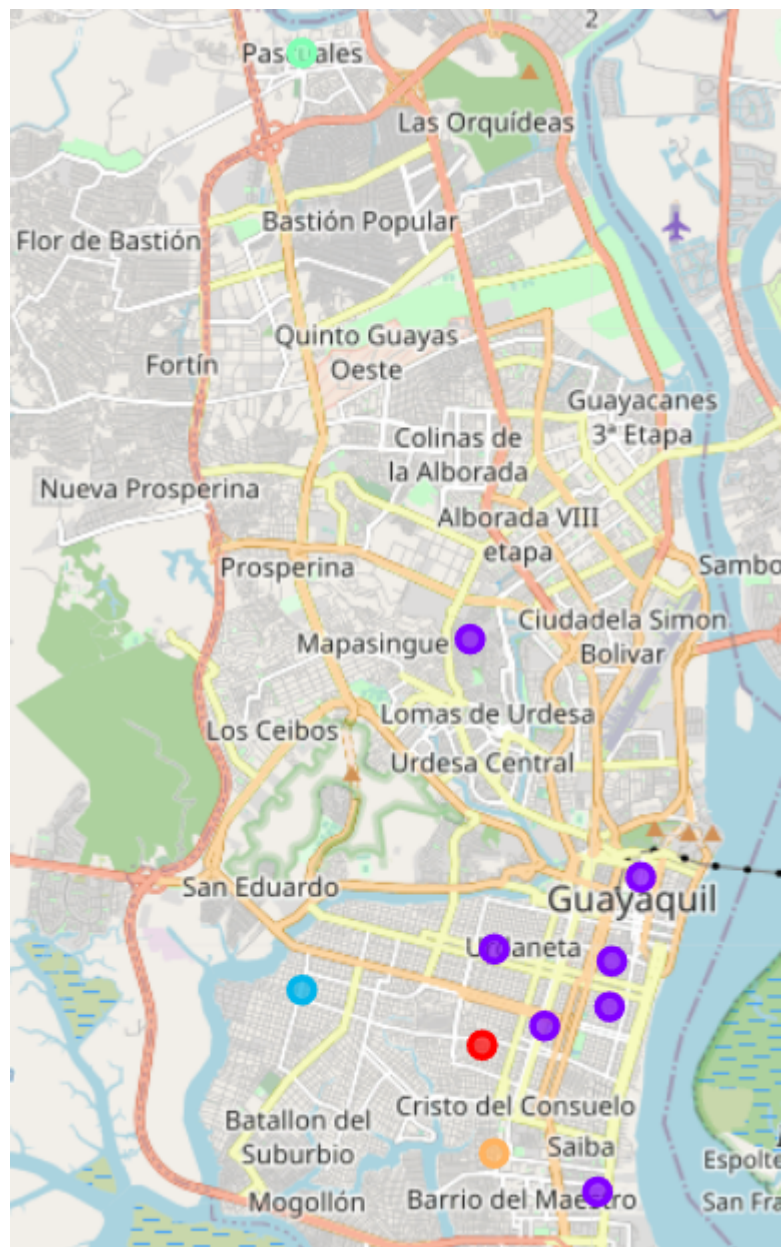 2
Pascuales
Las Orquídeas
Bastión Popular
Flor de Bastión
Quinto Guayas
Oeste
Fortín
Guayacanes
3ª Etapa
Colinas de
la Alborada
Nueva Prosperina
Alborada VIII
etapa
Prosperina
Sambo
Ciudadela Simon
Bolivar
Mapasingue
Lomas de Urdesa
Los Ceibos
Urdesa Central
San Eduardo
Guayaquil
Urdaneta
Cristo del Consuelo
Batallon del
Suburbio
Saiba
Espolte
Mogollón
Barrio del Maestro
San Fra